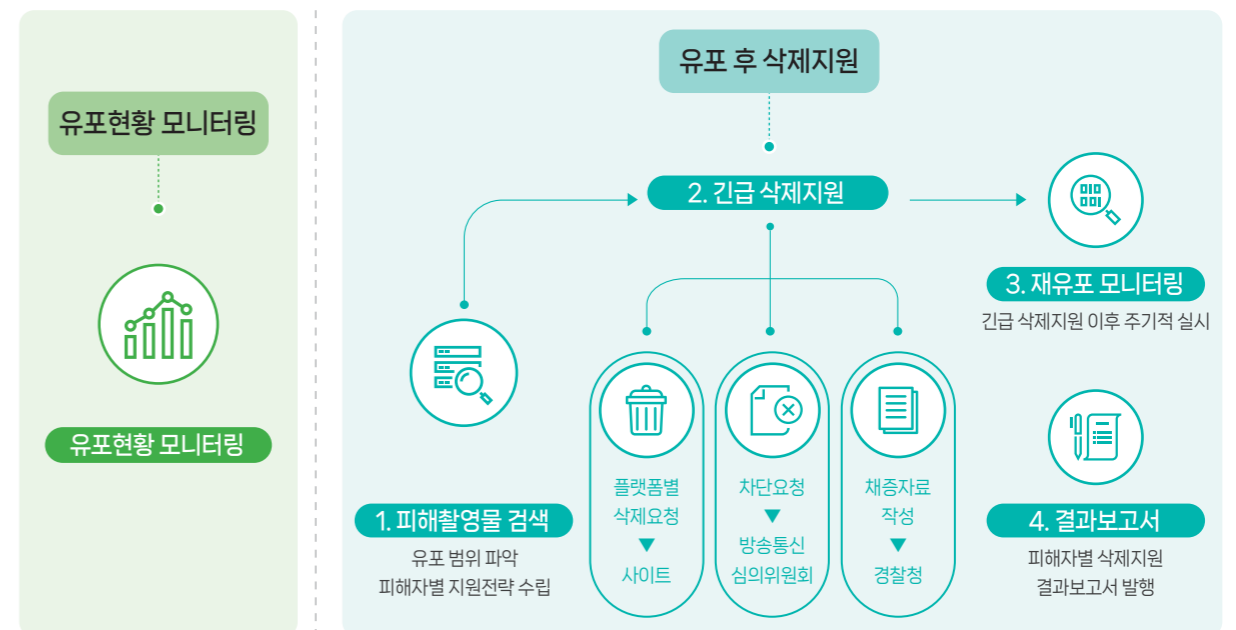 유포현황 모니터링
유포현황 모니터링
유포 후 삭제지원
1. 피해촬영물 검색
유포 범위 파악
피해자별 지원전략 수립
2. 긴급 삭제지원
플랫폼별
삭제요청
▼
사이트
차단요청
▼
방송통신
심의위원회
채증자료
작성
▼
경찰청
3. 재유포 모니터링
긴급 삭제지원 이후 주기적 실시
4. 결과보고서
피해자별 삭제지원
결과보고서 발행